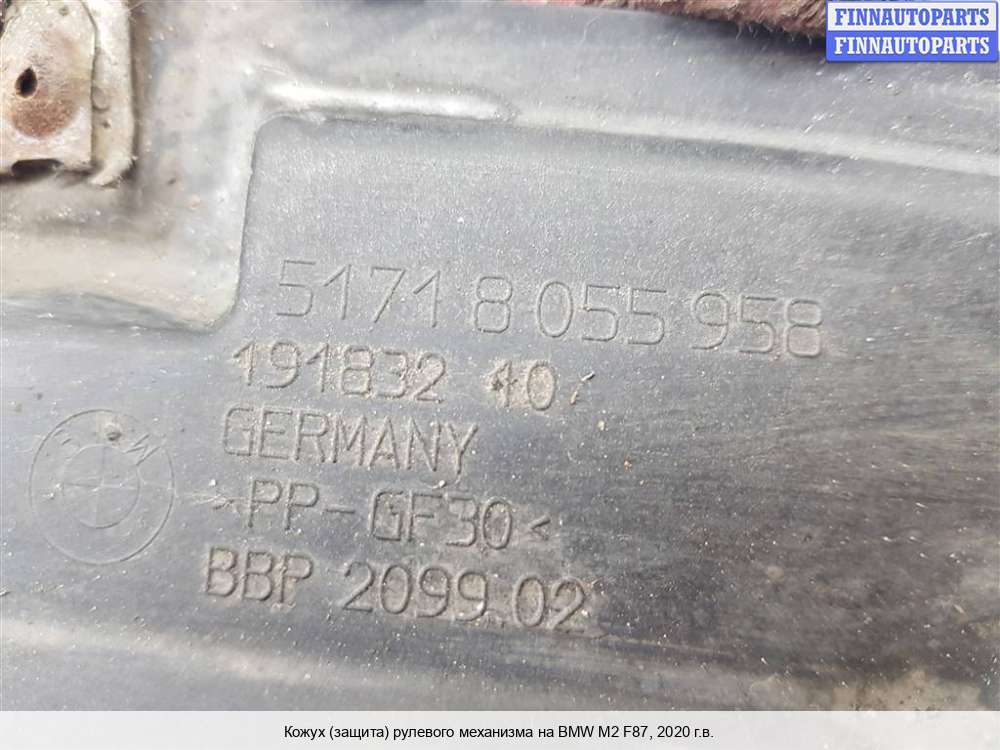 FINNAUTOPARTS
FINNAUTOPARTS
5171 8 055 958
191832 10
GERMANY
>PP-GF30<
BBP 2099.02
Кожух (защита) рулевого механизма на BMW M2 F87, 2020 г.в.